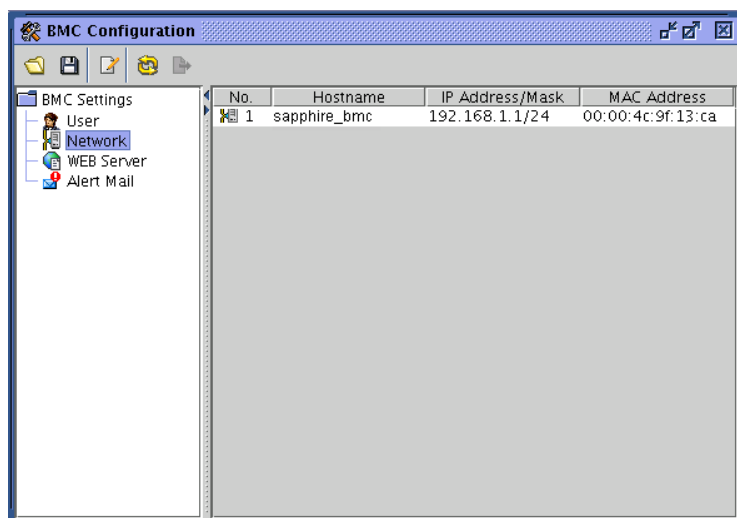 BMC Configuration
BMC Settings
User
Network
WEB Server
Alert Mail
No. Hostname IP Address/Mask MAC Address
1 sapphire_bmc 192.168.1.1/24 00:00:4c:9f:13:ca